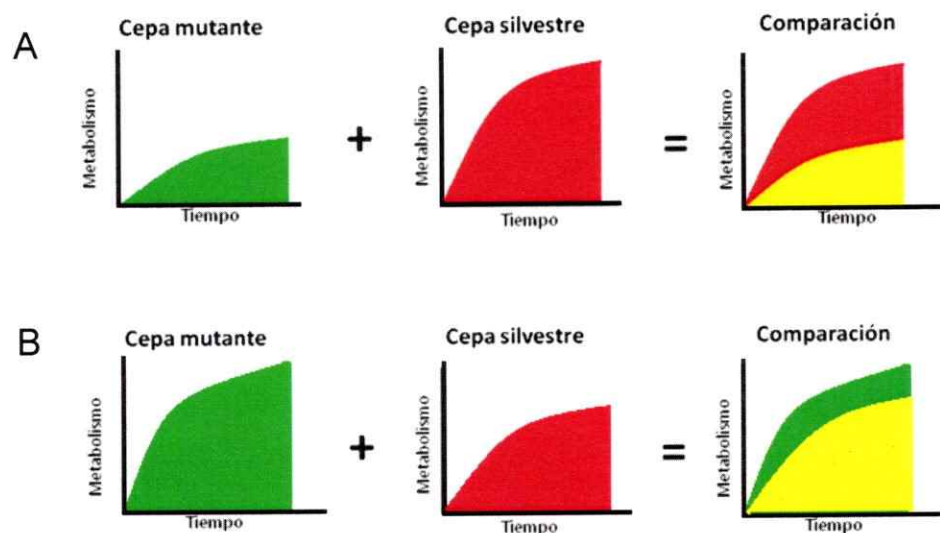 A
Cepa mutante
Cepa silvestre
Comparación
Metabolismo
+
Metabolismo
=
Metabolismo
Tiempo
Tiempo
Tiempo
B
Cepa mutante
Cepa silvestre
Comparación
Metabolismo
+
Metabolismo
=
Metabolismo
Tiempo
Tiempo
Tiempo